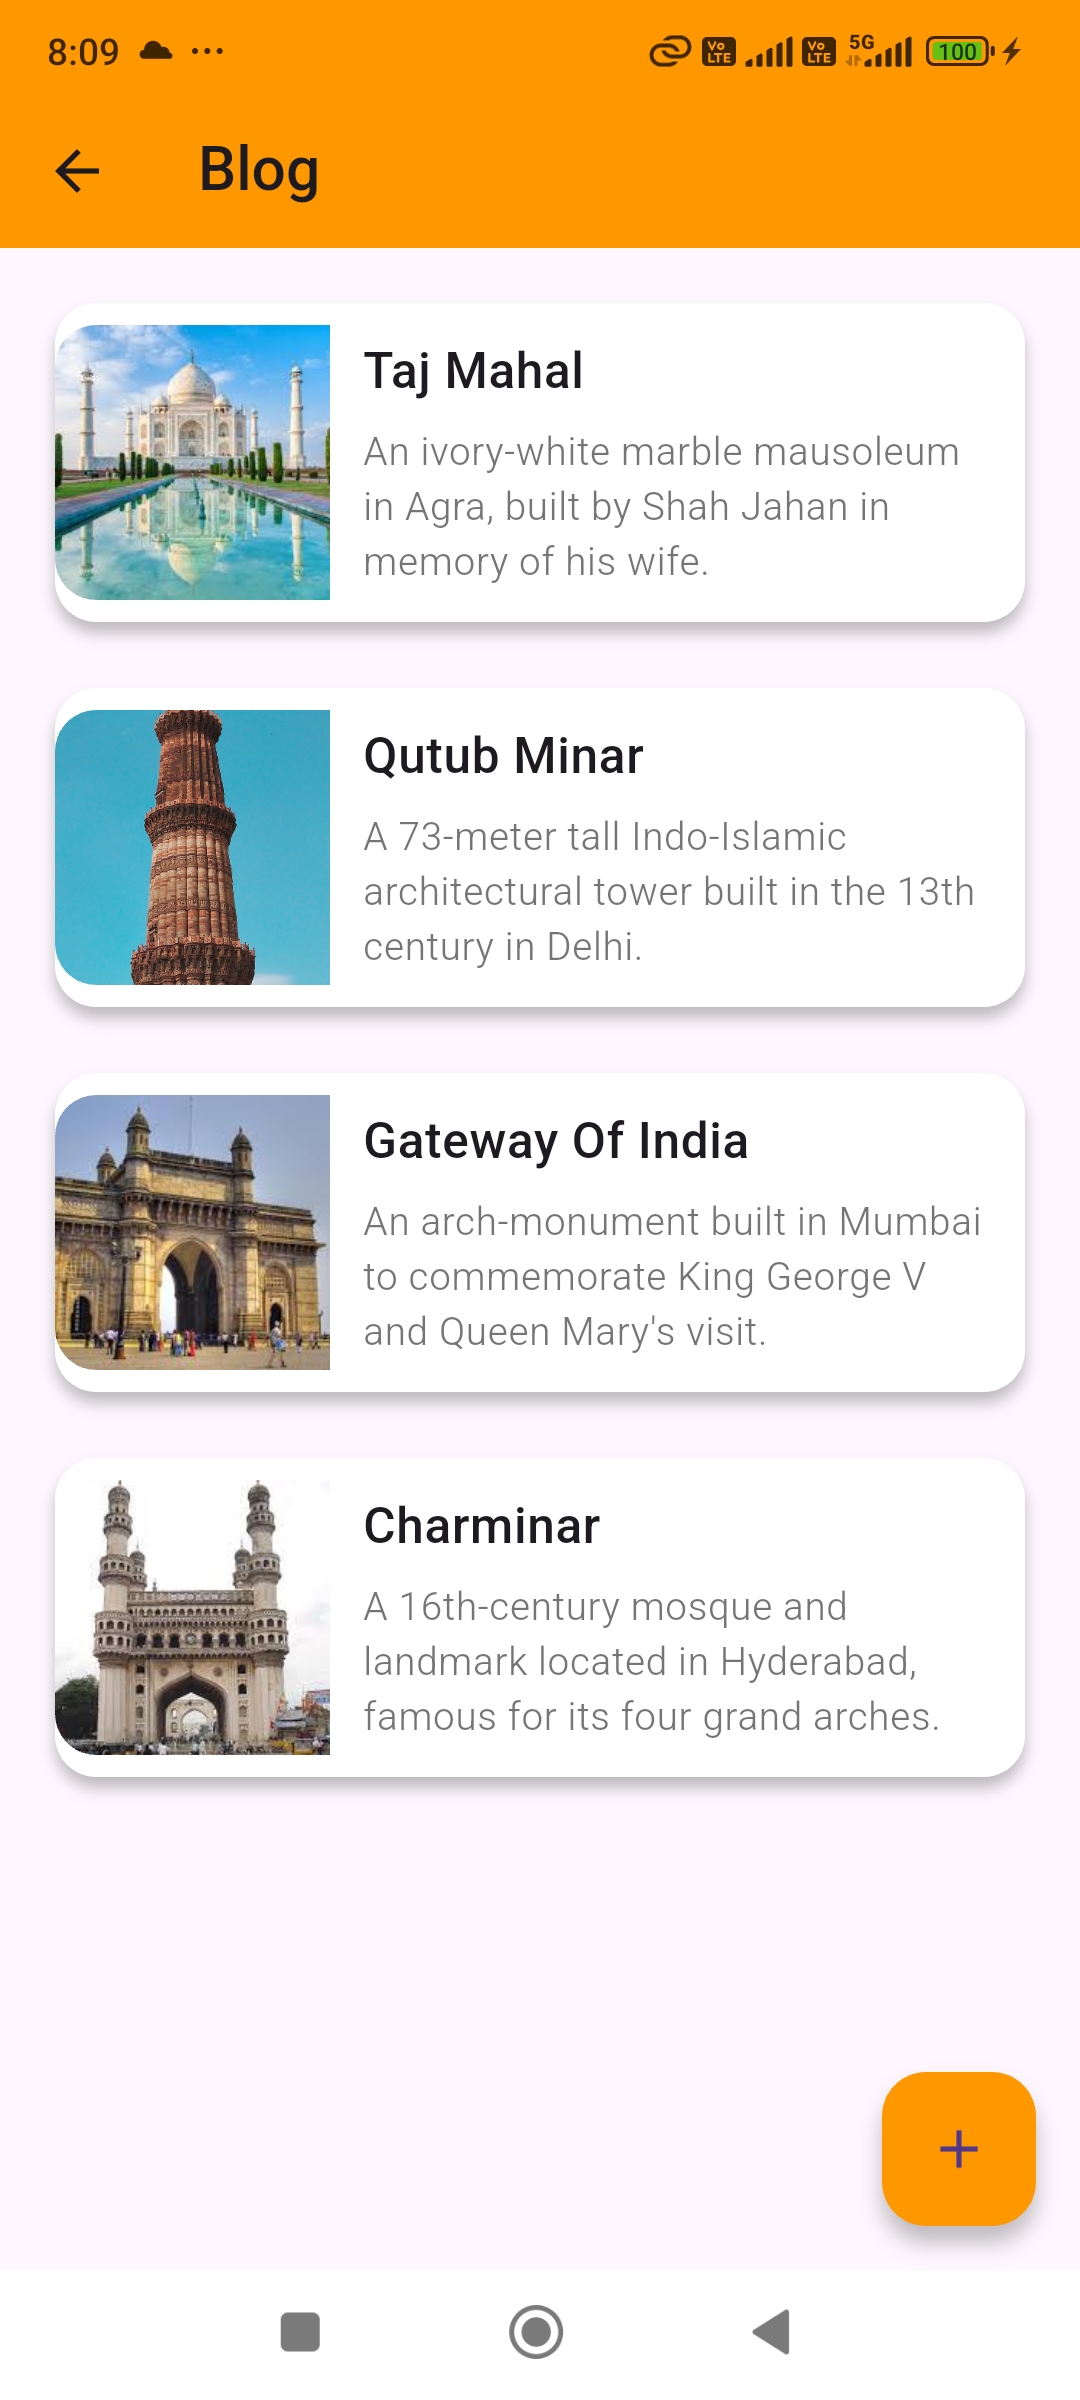 8:09
Vo LTE Vo LTE 5G 100
Blog
Taj Mahal
An ivory-white marble mausoleum
in Agra, built by Shah Jahan in
memory of his wife.
Qutub Minar
A 73-meter tall Indo-Islamic
architectural tower built in the 13th
century in Delhi.
Gateway Of India
An arch-monument built in Mumbai
to commemorate King George V
and Queen Mary's visit.
Charminar
A 16th-century mosque and
landmark located in Hyderabad,
famous for its four grand arches.